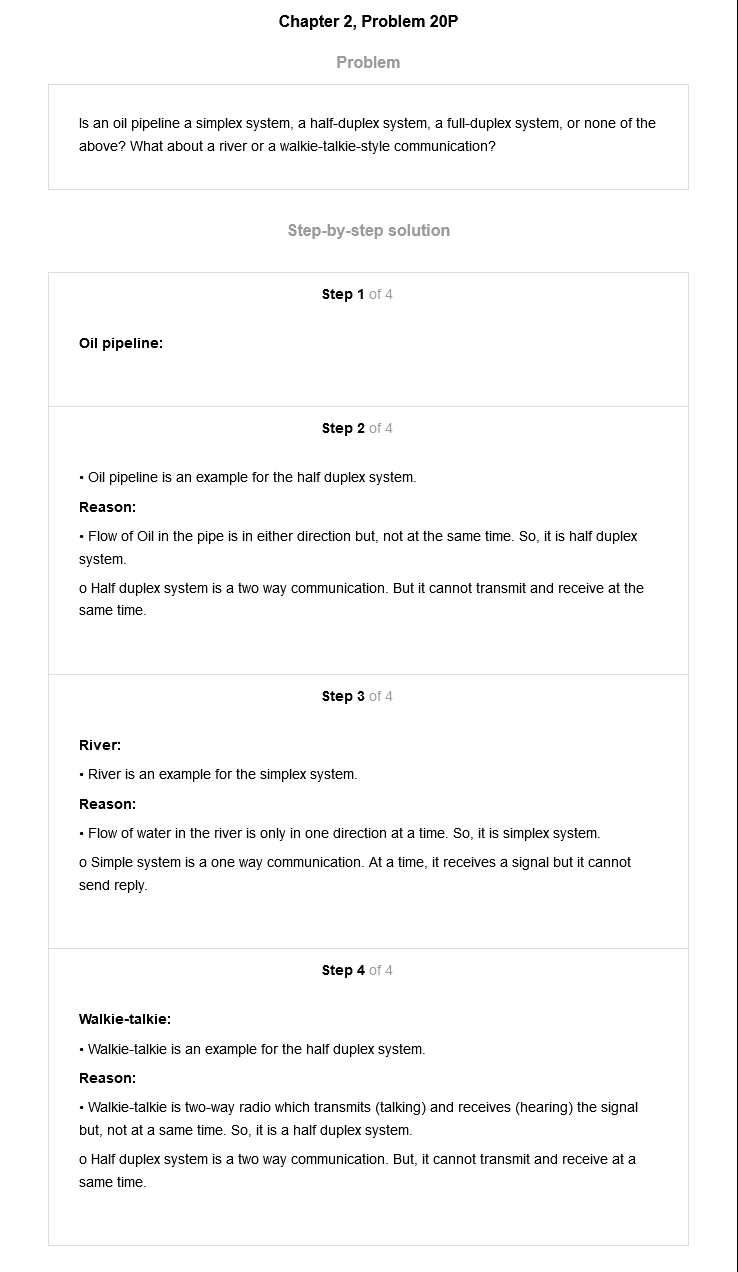 Chapter 2, Problem 20P
Problem
Is an oil pipeline a simplex system, a half-duplex system, a full-duplex system, or none of the
above? What about a river or a walkie-talkie-style communication?
Step-by-step solution
Step 1 of 4
Oil pipeline:
Step 2 of 4
• Oil pipeline is an example for the half duplex system.
Reason:
• Flow of Oil in the pipe is in either direction but, not at the same time. So, it is half duplex
system.
o Half duplex system is a two way communication. But it cannot transmit and receive at the
same time.
Step 3 of 4
River:
• River is an example for the simplex system.
Reason:
• Flow of water in the river is only in one direction at a time. So, it is simplex system.
o Simple system is a one way communication. At a time, it receives a signal but it cannot
send reply.
Step 4 of 4
Walkie-talkie:
• Walkie-talkie is an example for the half duplex system.
Reason:
• Walkie-talkie is two-way radio which transmits (talking) and receives (hearing) the signal
but, not at a same time. So, it is a half duplex system.
o Half duplex system is a two way communication. But, it cannot transmit and receive at a
same time.